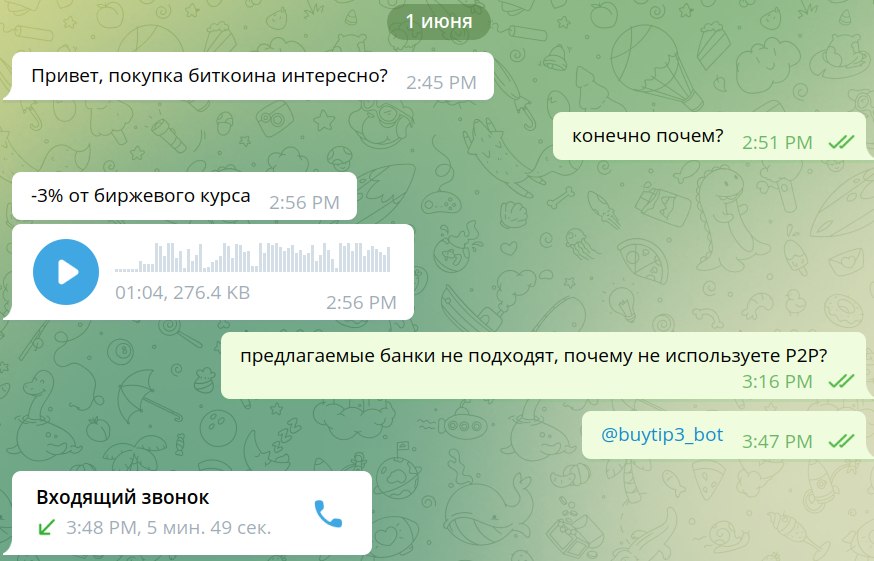 1 июня
Привет, покупка биткоина интересно? 2:45 PM
конечно почем? 2:51 PM
-3% от биржевого курса 2:56 PM
01:04, 276.4 KB 2:56 PM
предлагаемые банки не подходят, почему не используете P2P?
3:16 PM
@buytip3_bot 3:47 PM
Входящий звонок
3:48 PM, 5 мин. 49 сек.